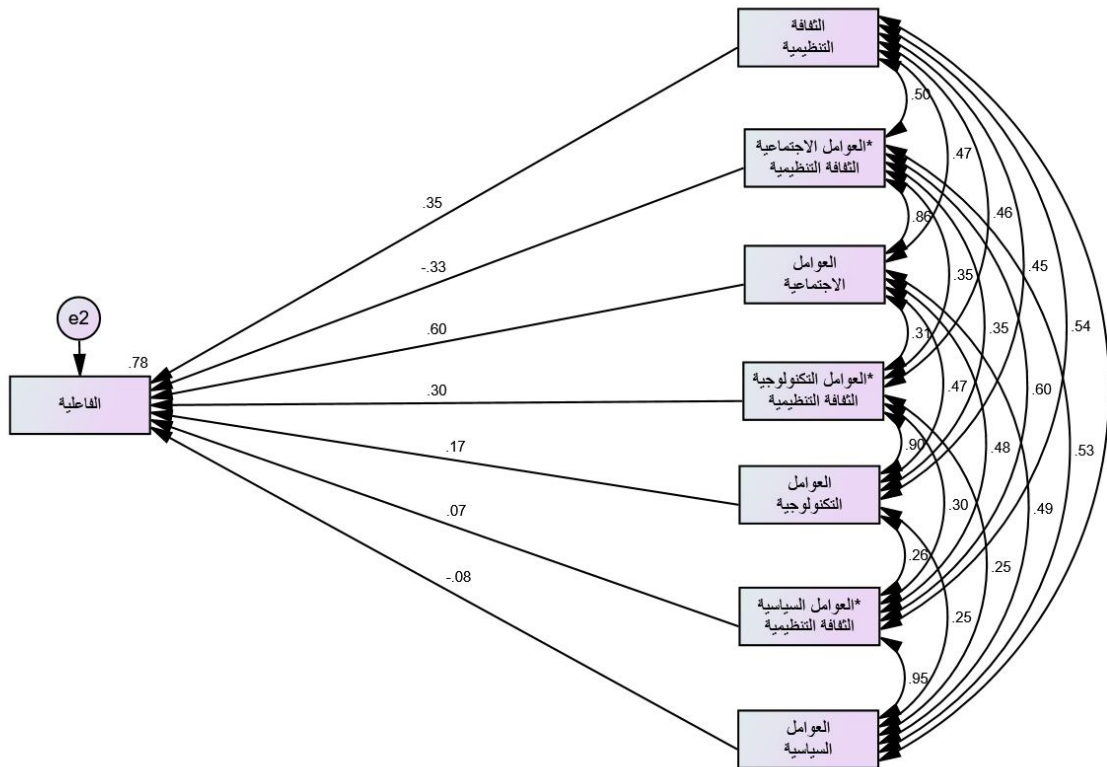 الثقافة
التنظيمية
.50
.47
*العوامل الاجتماعية
الثقافة التنظيمية
.35
.86
.46
-.33
العوامل
الاجتماعية
.35
.45
.60
.31
.35
.54
e2
.78
الفاعلية
.30
*العوامل التكنولوجية
الثقافة التنظيمية
.47
.60
.17
.90
.48
.53
العوامل
التكنولوجية
.07
.30
.49
.26
.25
-.08
*العوامل السياسية
الثقافة التنظيمية
.25
.95
العوامل
السياسية